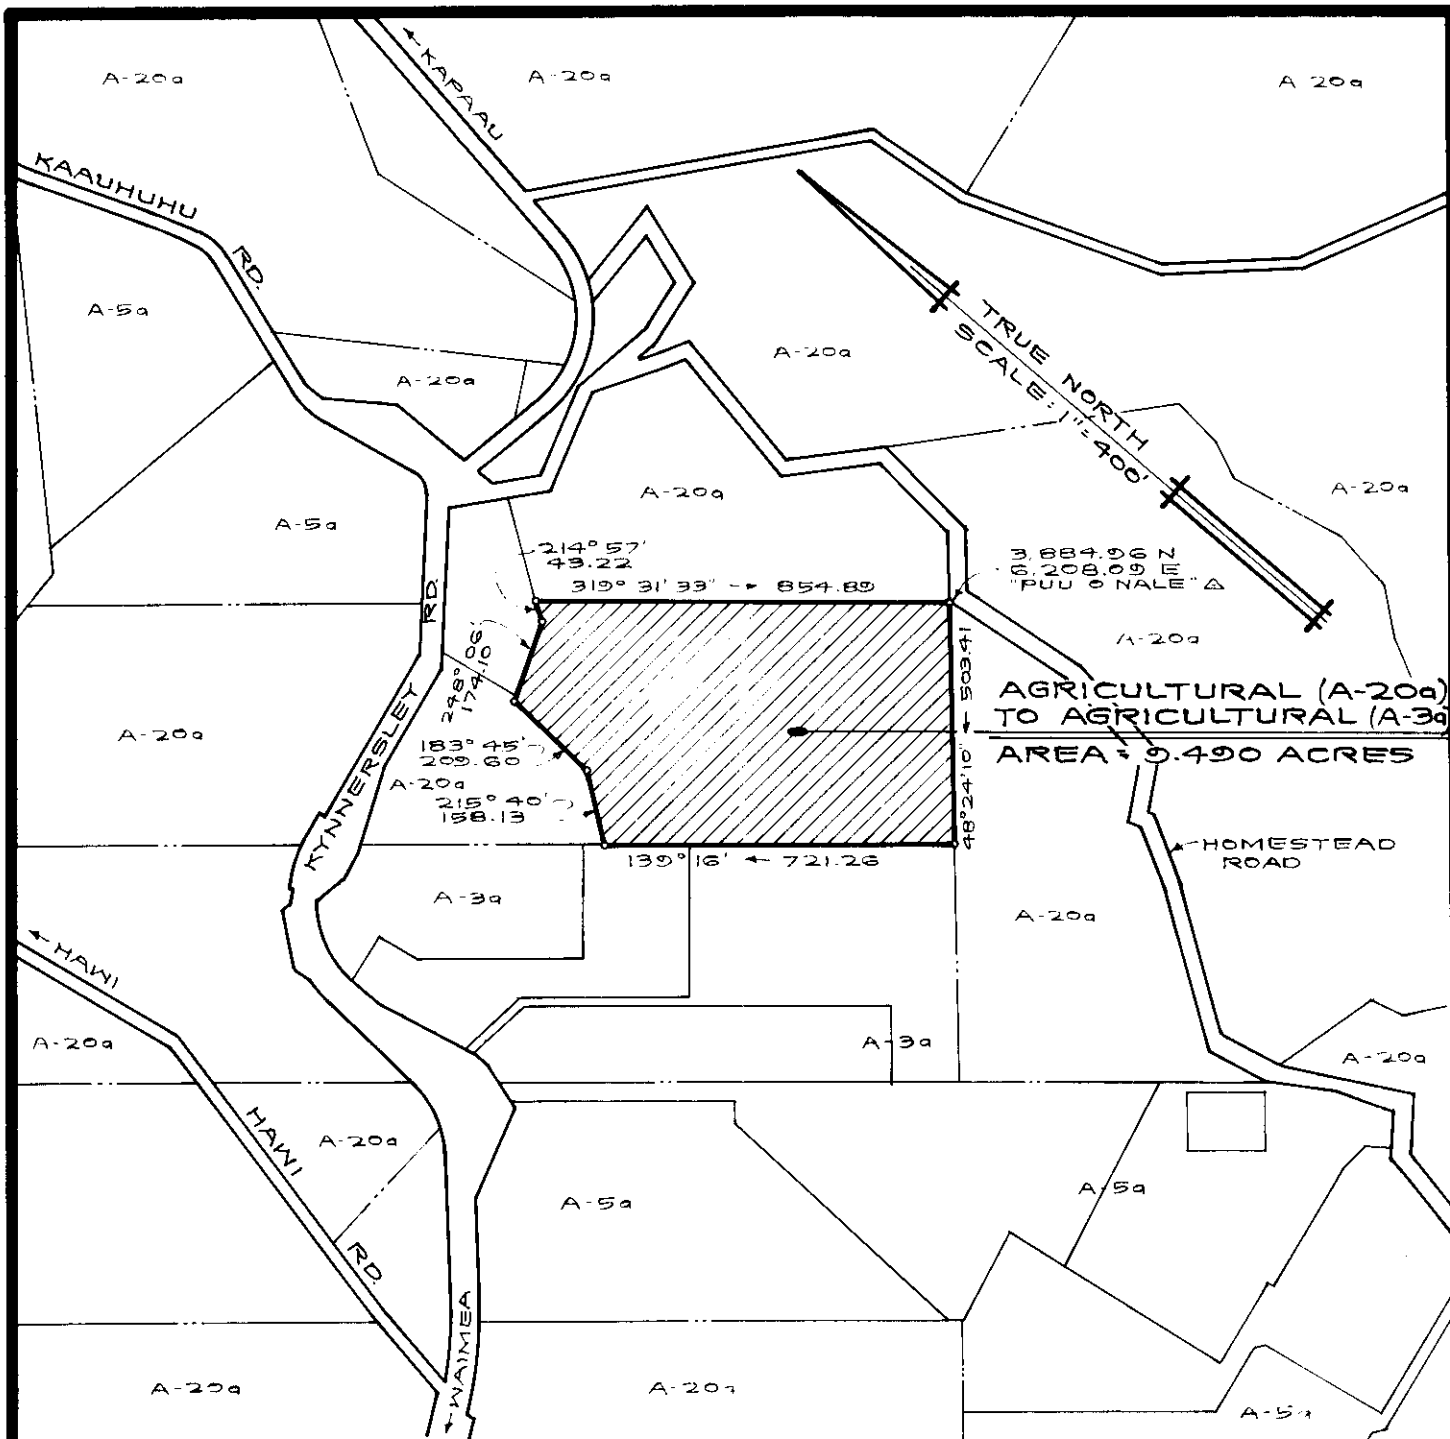 A-20a
KAPAAU
A-20a
A 20a
KAAUHUHU
RD.
A-5a
TRUE NORTH
SCALE: 1"=400'
A-20a
A-20a
A-20a
A-20a
A-5a
214° 57'
43.22
319° 31' 33" 854.89
3,884.96 N
6,208.09 E
"PUU O NALE"
A-20a
RD.
248° 06'
174.10
503.41
48° 24' 10"
AGRICULTURAL (A-20a)
TO AGRICULTURAL (A-3a)
AREA = 9.490 ACRES
A-20a
KYNNERSLEY
183° 45'
209.60
A-20a
215° 40'
158.13
139° 16' 721.26
HOMESTEAD
ROAD
A-3a
A-20a
HAWI
A-20a
A-3a
A-20a
HAWI
A-20a
A-5a
A-5a
RD.
WAIMEA
A-20a
A-20a
A-5a